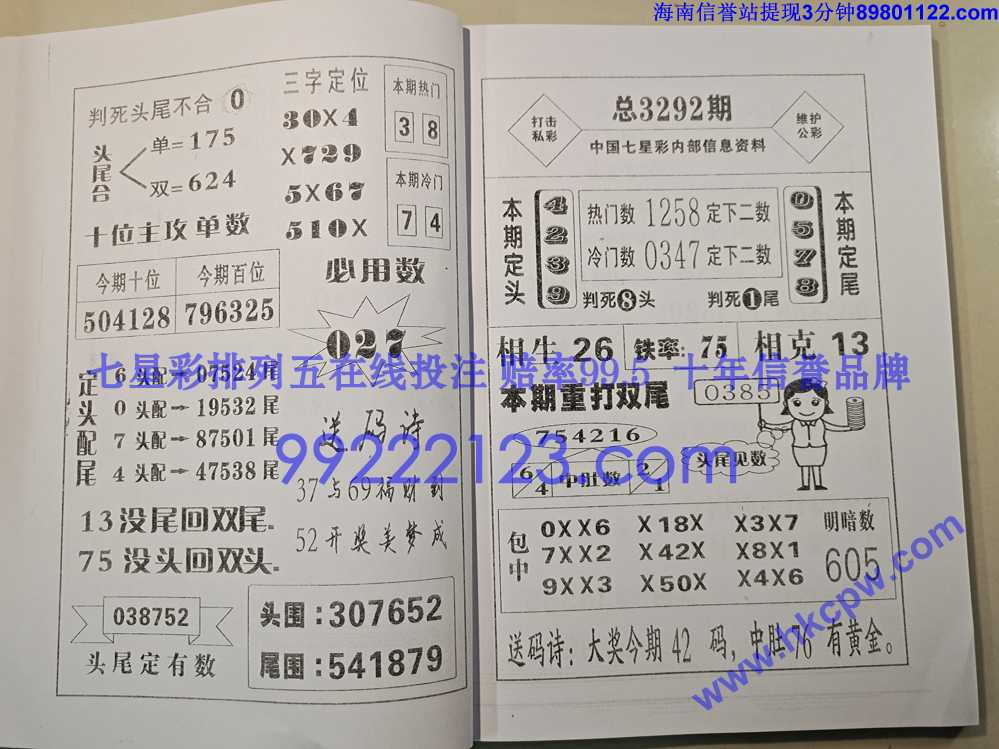 海南信誉站提现3分钟89801122.com
判死头尾不合 0
头尾合
单=175
双=624
十位主攻单数
三字定位
30X4
X729
5X67
510X
本期热门
3 8
本期冷门
7 4
今期十位 今期百位
504128 796325
必用数
027
定头配尾
6 头配一07524尾
0 头配一19532尾
7 头配一87501尾
4 头配一47538尾
送码诗
37与69福财到
52开奖美梦成
13没尾回双尾.
75没头回双头.
038752
头尾定有数
头围:307652
尾围:541879
打击私彩
总3292期
中国七星彩内部信息资料
维护公彩
本期定头
4239
热门数1258定下二数
冷门数0347定下二数
判死8头 判死1尾
0578
本期定尾
相生26
铁率:75
相克13
本期重打双尾
0385
754216
6/4 中肚数 2/1
头尾见数
包中
0XX6 X18X X3X7
7XX2 X42X X8X1
9XX3 X50X X4X6
明暗数
605
送码诗:大奖今期42码,中肚76有黄金。
七星彩排列五在线投注 赔率99.5 十年信誉品牌
99222123.com
www.hkcpw.com